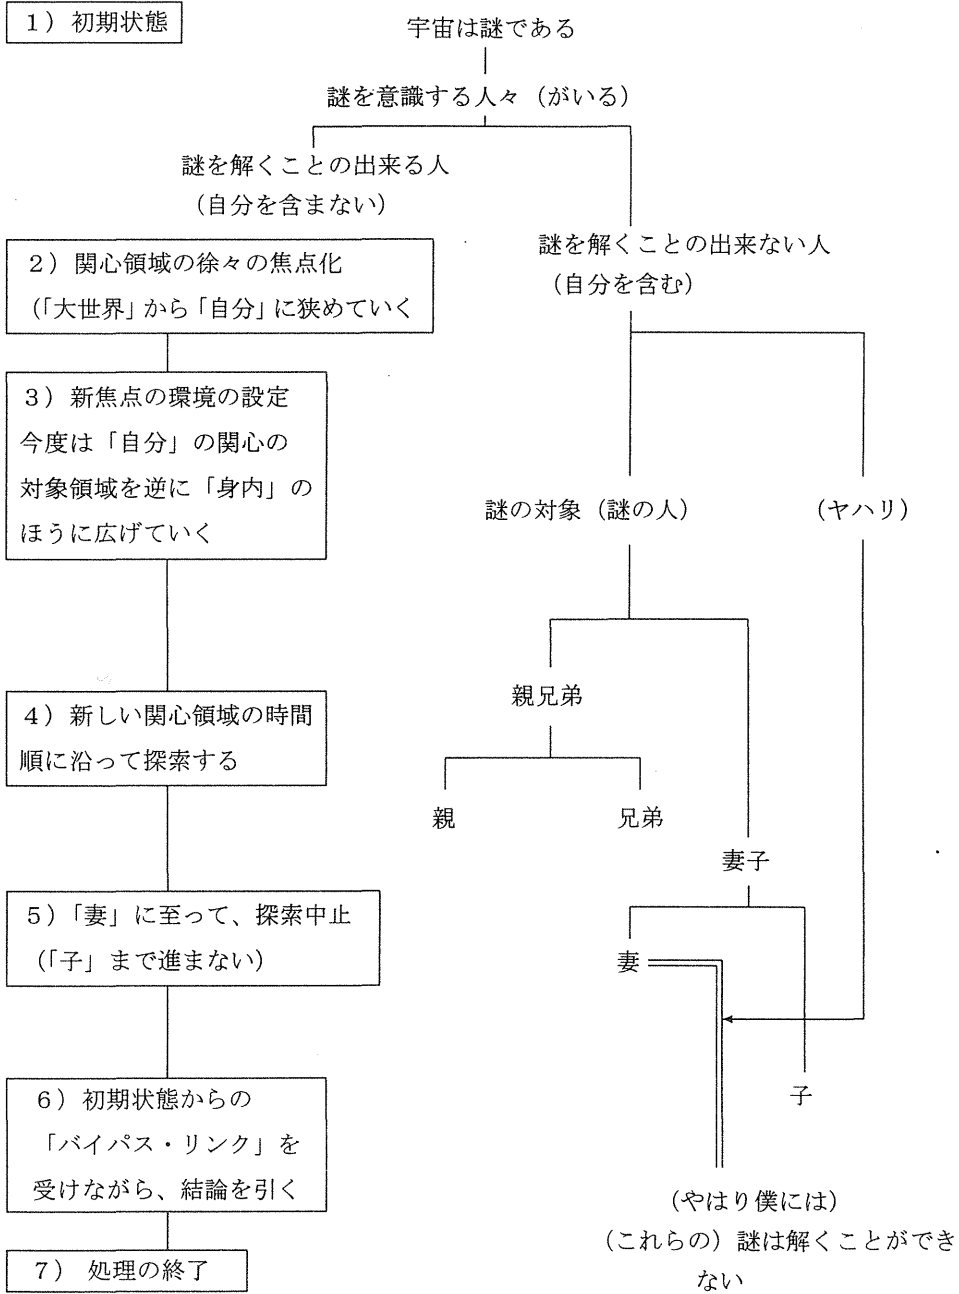 １）初期状態
宇宙は謎である
謎を意識する人々（がいる）
謎を解くことの出来る人
（自分を含まない）
謎を解くことの出来ない人
（自分を含む）
２）関心領域の徐々の焦点化
（「大世界」から「自分」に狭めていく
３）新焦点の環境の設定
今度は「自分」の関心の
対象領域を逆に「身内」の
ほうに広げていく
謎の対象（謎の人）
（ヤハリ）
親兄弟
４）新しい関心領域の時間
順に沿って探索する
親
兄弟
妻子
５）「妻」に至って、探索中止
（「子」まで進まない）
妻
子
６）初期状態からの
「バイパス・リンク」を
受けながら、結論を引く
（やはり僕には）
（これらの）謎は解くことができ
ない
７） 処理の終了